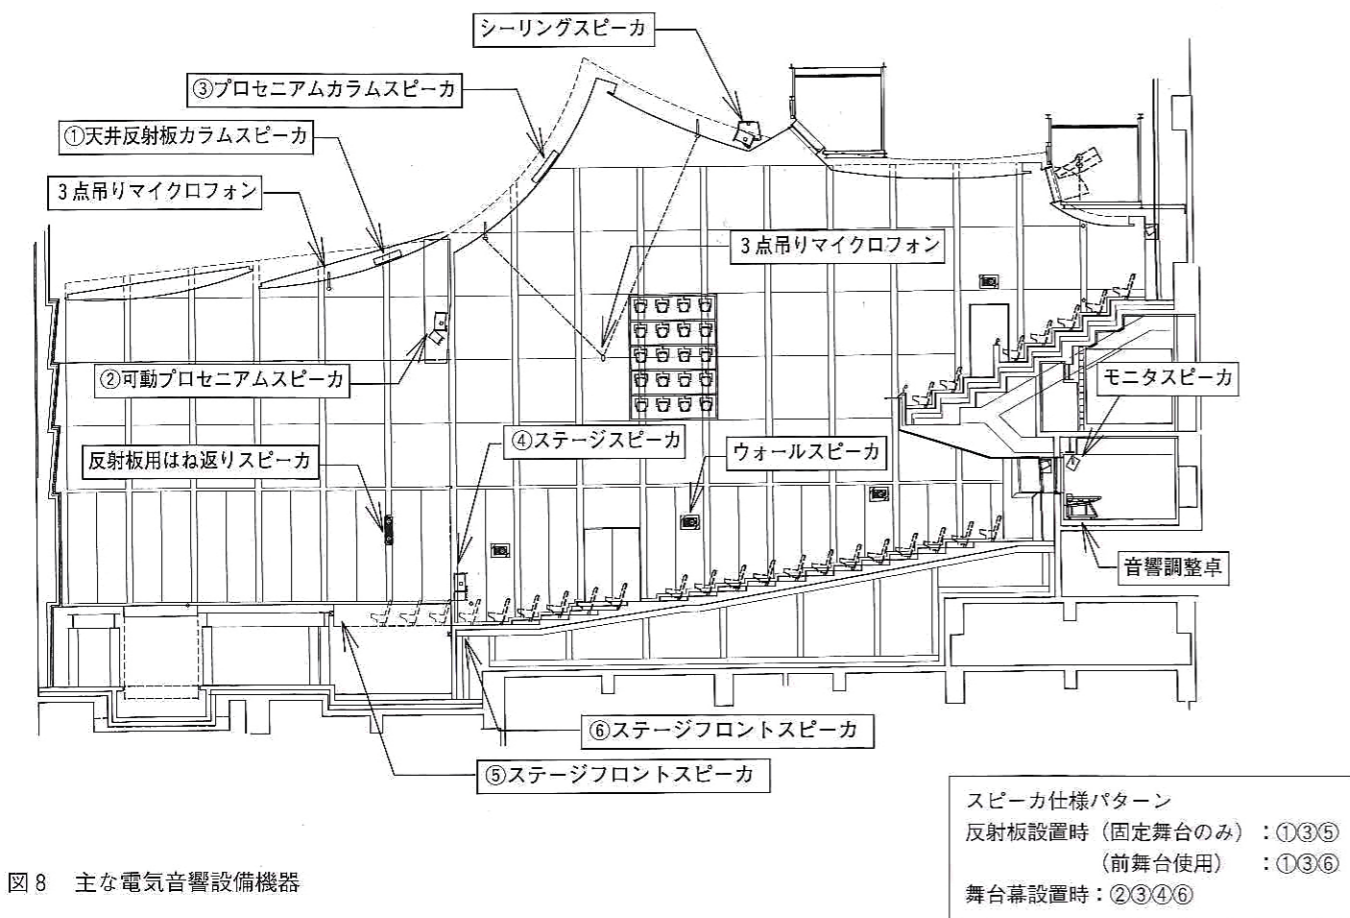 シーリングスピーカ
③プロセニアムカラムスピーカ
①天井反射板カラムスピーカ
3点吊りマイクロフォン
3点吊りマイクロフォン
②可動プロセニアムスピーカ
モニタスピーカ
④ステージスピーカ
ウォールスピーカ
反射板用はね返りスピーカ
音響調整卓
⑥ステージフロントスピーカ
⑤ステージフロントスピーカ
スピーカ仕様パターン
反射板設置時(固定舞台のみ):①③⑤
(前舞台使用) :①③⑥
舞台幕設置時:②③④⑥
図8 主な電気音響設備機器